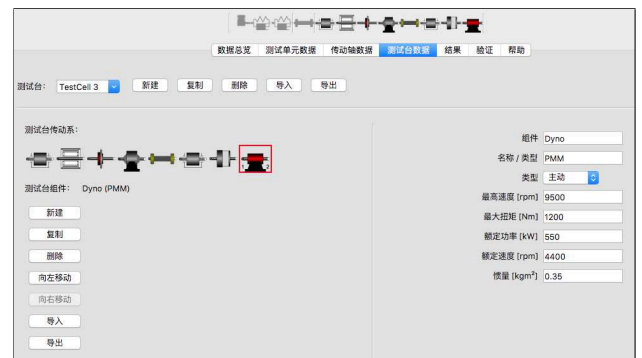 数据总览 测试单元数据 传动轴数据 测试台数据 结果 验证 帮助
测试台: TestCell 3 新建 复制 删除 导入 导出
测试台传动系:
1 2
测试台组件: Dyno (PMM)
新建
复制
删除
向左移动
向右移动
导入
导出
组件 Dyno
名称 / 类型 PMM
类型 主动
最高速度 [rpm] 9500
最大扭矩 [Nm] 1200
额定功率 [kW] 550
额定速度 [rpm] 4400
惯量 [kgm²] 0.35